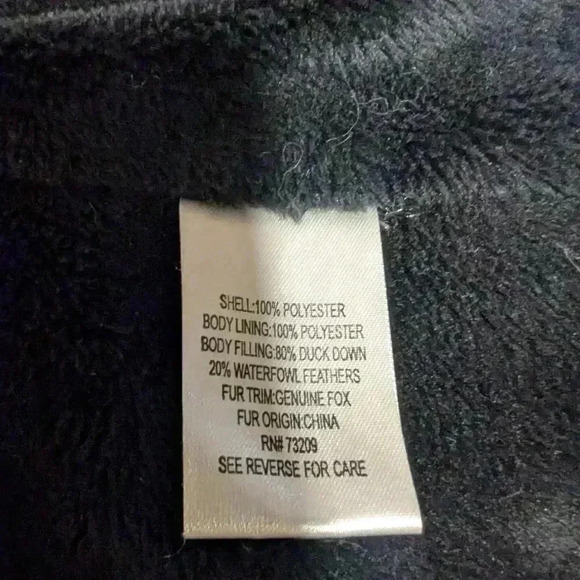 SHELL:100% POLYESTER
BODY LINING:100% POLYESTER
BODY FILLING:80% DUCK DOWN
20% WATERFOWL FEATHERS
FUR TRIM:GENUINE FOX
FUR ORIGIN:CHINA
RN# 73209
SEE REVERSE FOR CARE